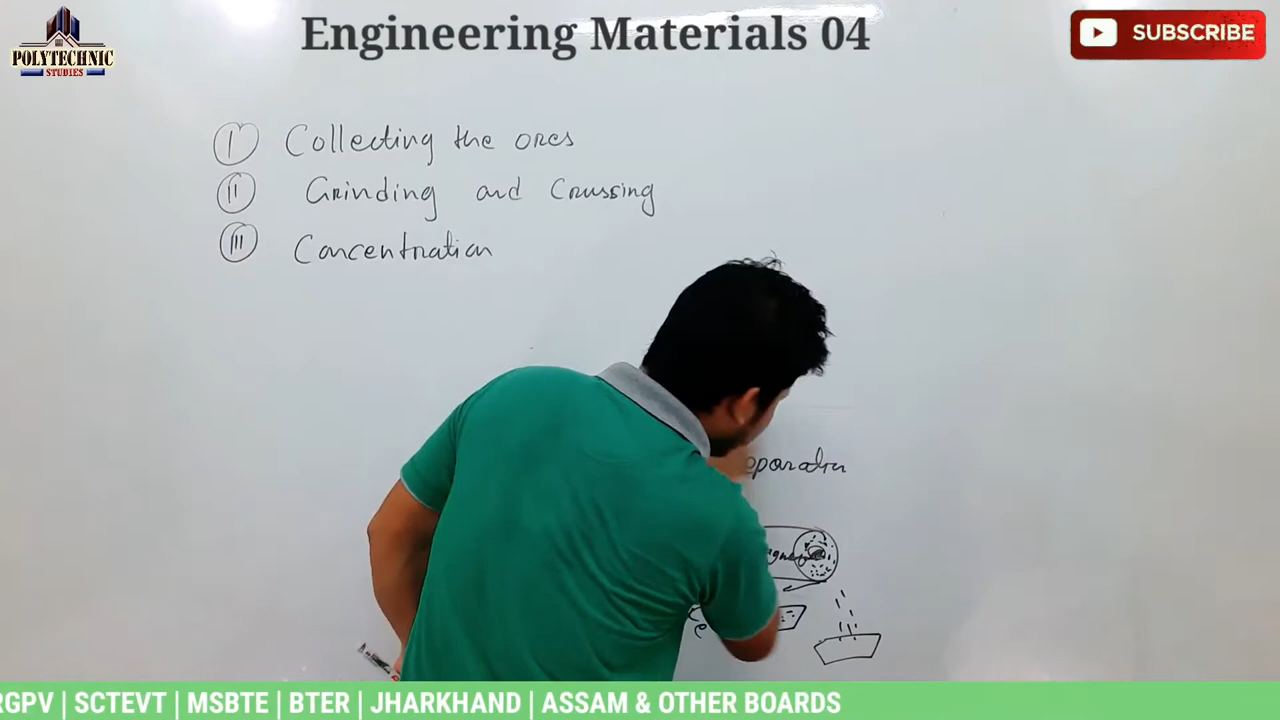 Engineering Materials 04
POLYTECHNIC
STUDIES
SUBSCRIBE
I Collecting the ores
II Grinding and Crussing
III Concentration
eparation
RGPV | SCTEVT | MSBTE | BTER | JHARKHAND | ASSAM & OTHER BOARDS